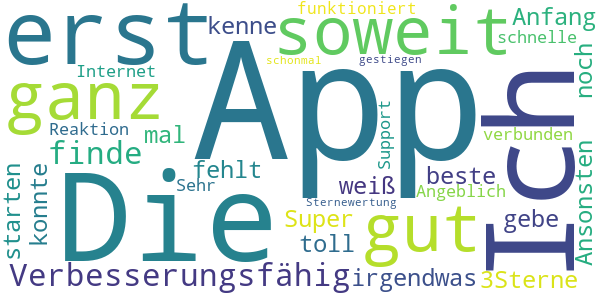 funktioniert
erst
kenne
soweit
Anfang
schnelle
Internet
App
schonmal
gestiegen
ganz
Ich
noch
Reaktion
mal
Support
verbunden
finde
fehlt
Sehr
weiß
beste
Angeblich
Ansonsten
starten
konnte
Die
Sternewertung
Super
gut
gebe
toll
Verbesserungsfähig
irgendwas
3Sterne